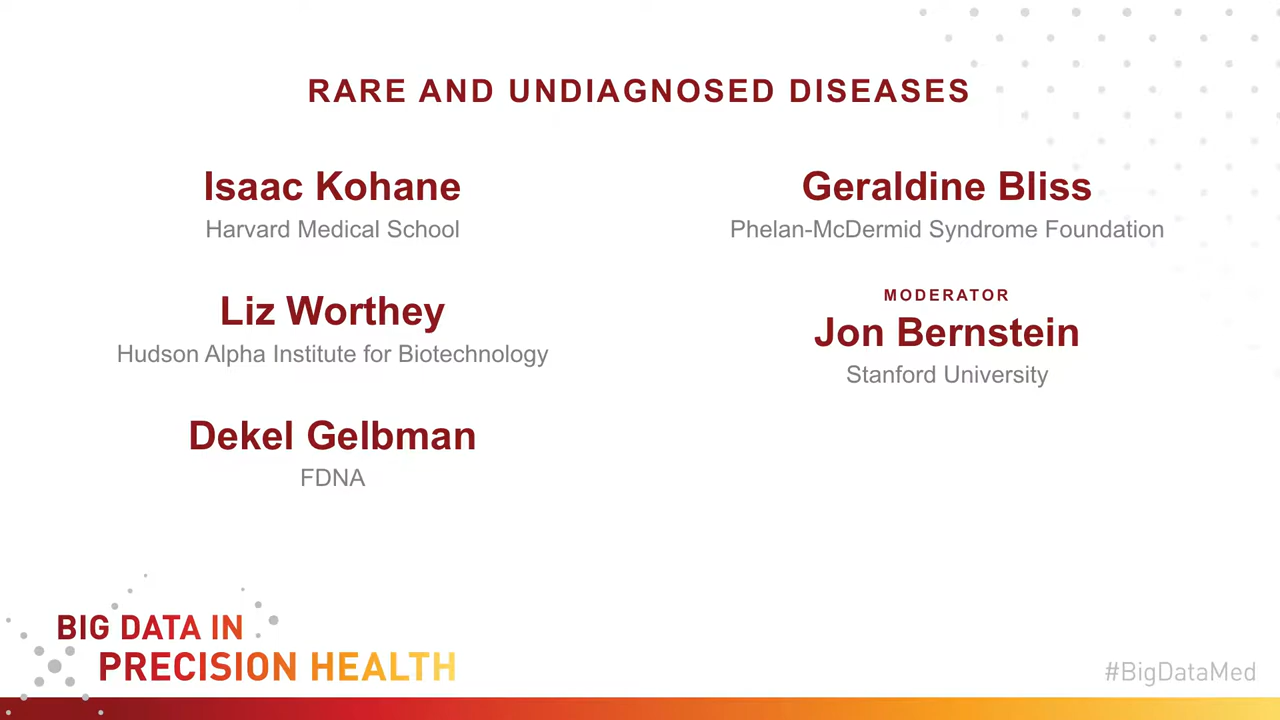 RARE AND UNDIAGNOSED DISEASES
Isaac Kohane
Harvard Medical School
Liz Worthey
Hudson Alpha Institute for Biotechnology
Dekel Gelbman
FDNA
Geraldine Bliss
Phelan-McDermid Syndrome Foundation
MODERATOR
Jon Bernstein
Stanford University
BIG DATA IN
PRECISION HEALTH
#BigDataMed